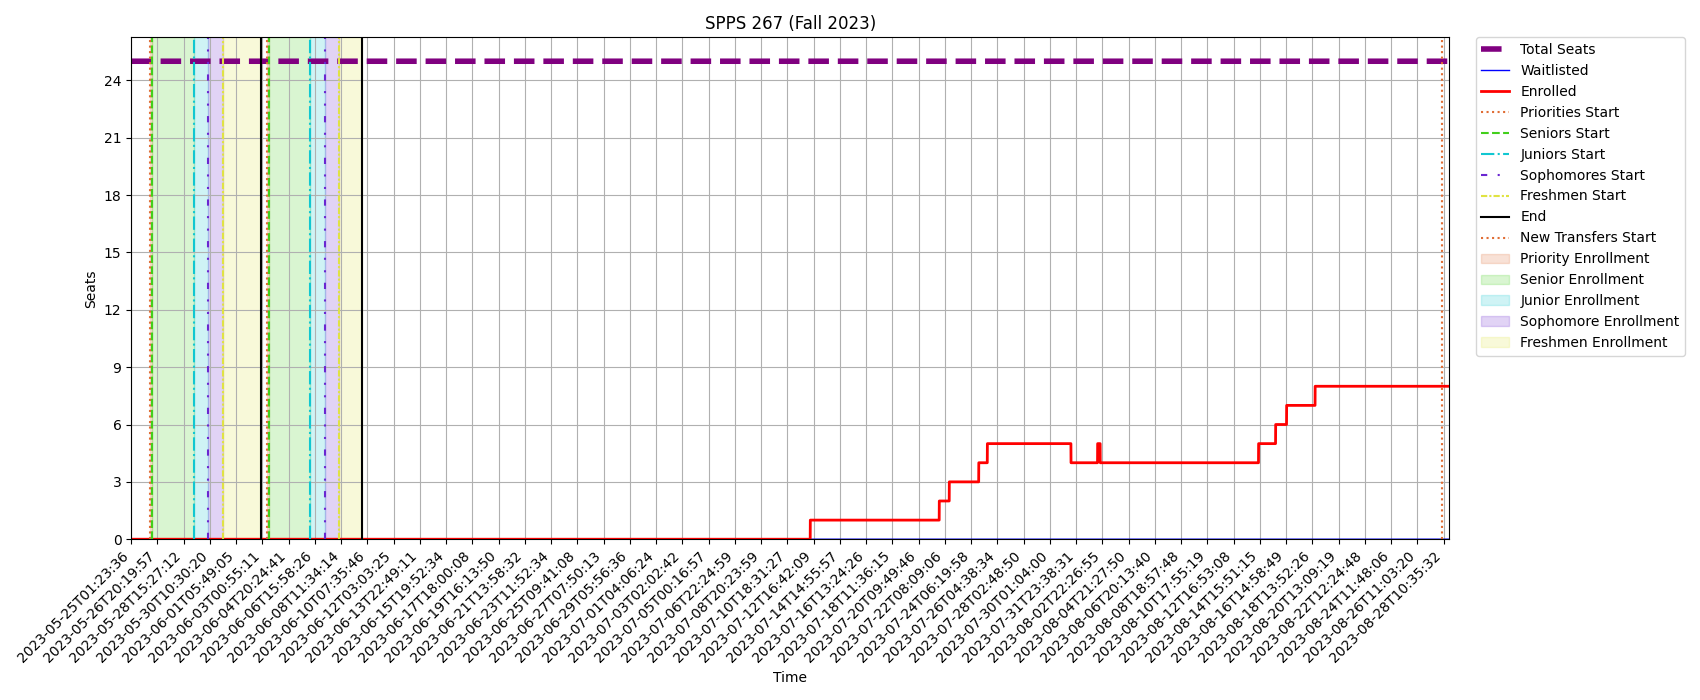 SPPS 267 (Fall 2023)
Seats
24
21
18
15
12
9
6
3
0
2023-05-25T01:23:36
2023-05-26T20:19:57
2023-05-28T15:27:12
2023-05-30T10:30:20
2023-06-01T05:49:05
2023-06-03T00:55:11
2023-06-04T20:24:41
2023-06-06T15:58:26
2023-06-08T11:34:14
2023-06-10T07:35:46
2023-06-12T03:03:25
2023-06-13T22:49:11
2023-06-15T19:52:34
2023-06-17T18:00:08
2023-06-19T16:13:50
2023-06-21T13:58:32
2023-06-23T11:52:34
2023-06-25T09:41:08
2023-06-27T07:50:13
2023-06-29T05:56:36
2023-07-01T04:06:24
2023-07-03T02:02:42
2023-07-05T00:16:57
2023-07-06T22:24:59
2023-07-08T20:23:59
2023-07-10T18:31:27
2023-07-12T16:42:09
2023-07-14T14:55:57
2023-07-16T13:24:26
2023-07-18T11:36:15
2023-07-20T09:49:46
2023-07-22T08:09:06
2023-07-24T06:19:58
2023-07-26T04:38:34
2023-07-28T02:48:50
2023-07-30T01:04:00
2023-07-31T23:38:31
2023-08-02T22:26:55
2023-08-04T21:27:50
2023-08-06T20:13:40
2023-08-08T18:57:48
2023-08-10T17:55:19
2023-08-12T16:53:08
2023-08-14T15:51:15
2023-08-16T14:58:49
2023-08-18T13:52:26
2023-08-20T13:09:19
2023-08-22T12:24:48
2023-08-24T11:48:06
2023-08-26T11:03:20
2023-08-28T10:35:32
Time
Total Seats
Waitlisted
Enrolled
Priorities Start
Seniors Start
Juniors Start
Sophomores Start
Freshmen Start
End
New Transfers Start
Priority Enrollment
Senior Enrollment
Junior Enrollment
Sophomore Enrollment
Freshmen Enrollment